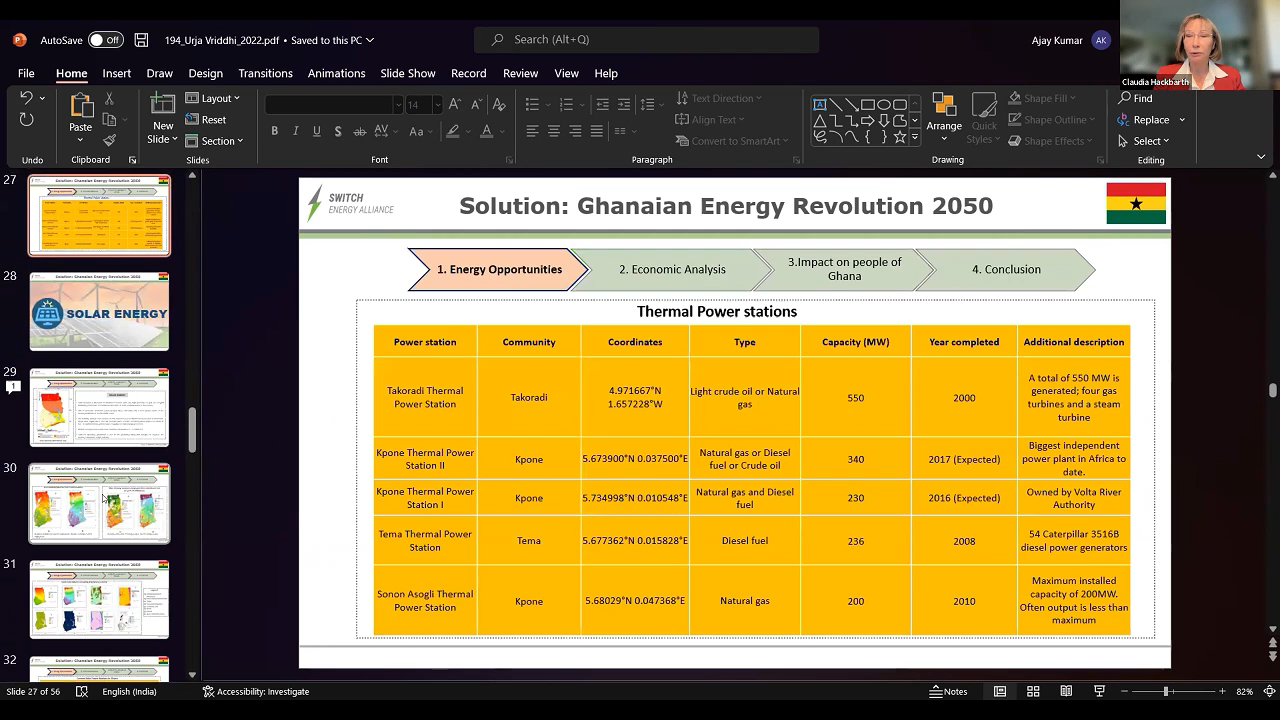 AutoSave Off 194_Urja Vriddhi_2022.pdf • Saved to this PC Search (Alt+Q) Ajay Kumar AK
Claudia Hackbarth
File Home Insert Draw Design Transitions Animations Slide Show Record Review View Help
Paste
New Slide
Layout
Reset
Section
14
Aa
Text Direction
Align Text
Convert to SmartArt
Arrange
Quick Styles
Shape Fill
Shape Outline
Shape Effects
Find
Replace
Select
Undo Clipboard Slides Font Paragraph Drawing Editing
27
28
SOLAR ENERGY
29
1
30
31
32
SWITCH
ENERGY ALLIANCE
Solution: Ghanaian Energy Revolution 2050
1. Energy Opportunities
2. Economic Analysis
3.Impact on people of
Ghana
4. Conclusion
Thermal Power stations
Power station Community Coordinates Type Capacity (MW) Year completed Additional description
Takoradi Thermal
Power Station
Takoradi
4.971667°N
1.657228°W
Light crude oil or Natural
gas
550
2000
A total of 550 MW is
generated; four gas
turbines and a steam
turbine
Kpone Thermal Power
Station II
Kpone
5.673900°N 0.037500°E
Natural gas or Diesel
fuel or Crude oil
340
2017 (Expected)
Biggest independent
power plant in Africa to
date.
Kpone Thermal Power
Station I
Kpone
5.734998°N 0.010548°E
Natural gas and Diesel
fuel
230
2016 (Expected)
Owned by Volta River
Authority
Tema Thermal Power
Station
Tema
5.677362°N 0.015828°E
Diesel fuel
236
2008
54 Caterpillar 3516B
diesel power generators
Sonon Asogli Thermal
Power Station
Kpone
5.68029°N 0.047368°E
Natural gas
200
2010
Maximum installed
capacity of 200MW.
Often output is less than
maximum
Slide 27 of 56 English (India) Accessibility: Investigate Notes 82%